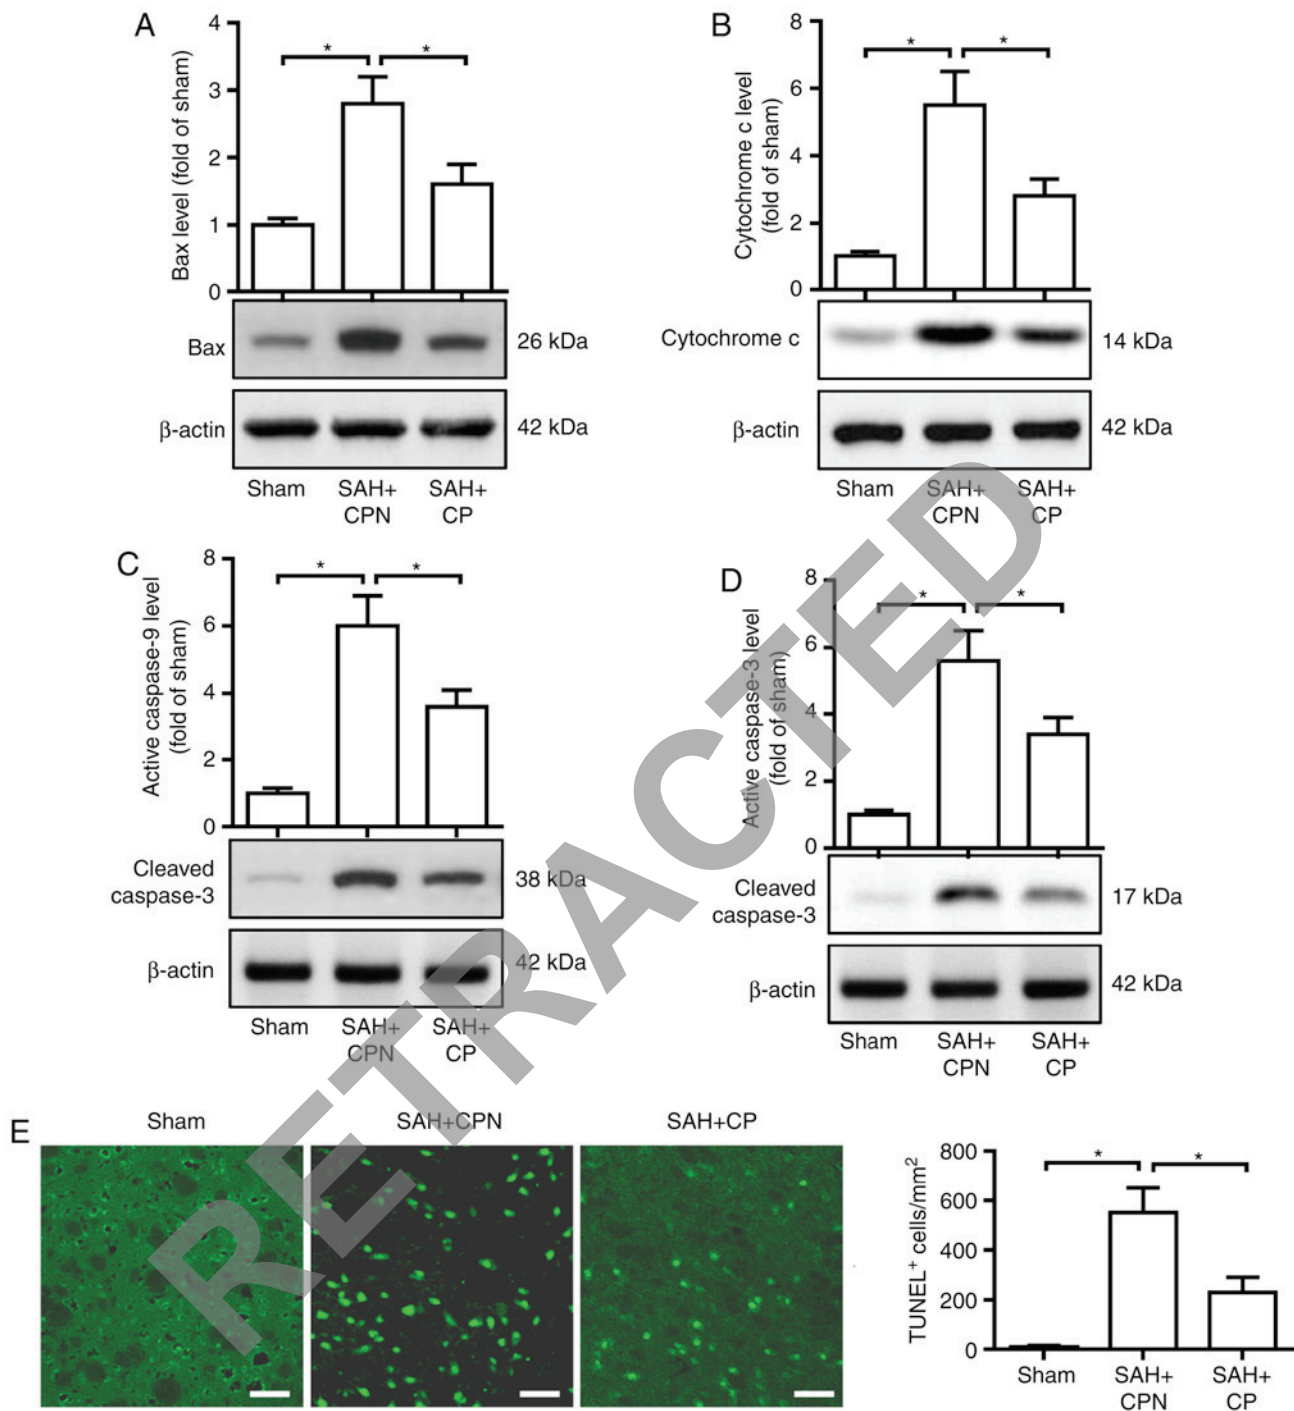 A
Bax level (fold of sham)
4
3
2
1
0
*
*
Bax
26 kDa
β-actin
42 kDa
Sham
SAH+
CPN
SAH+
CP
B
Cytochrome c level
(fold of sham)
8
6
4
2
0
*
*
Cytochrome c
14 kDa
β-actin
42 kDa
Sham
SAH+
CPN
SAH+
CP
C
Active caspase-9 level
(fold of sham)
8
6
4
2
0
*
*
Cleaved
caspase-3
38 kDa
β-actin
42 kDa
Sham
SAH+
CPN
SAH+
CP
D
Active caspase-3 level
(fold of sham)
8
6
4
2
0
*
*
Cleaved
caspase-3
17 kDa
β-actin
42 kDa
Sham
SAH+
CPN
SAH+
CP
E
Sham
SAH+CPN
SAH+CP
TUNEL⁺ cells/mm²
800
600
400
200
0
*
*
Sham
SAH+
CPN
SAH+
CP
RETRACTED